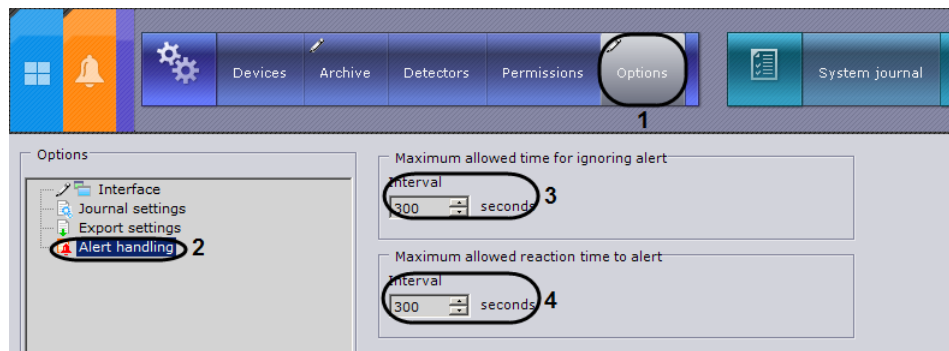 Devices
Archive
Detectors
Permissions
Options
System journal
1
Options
Interface
Journal settings
Export settings
Alert handling 2
Maximum allowed time for ignoring alert
Interval
300 seconds 3
Maximum allowed reaction time to alert
Interval
300 seconds 4